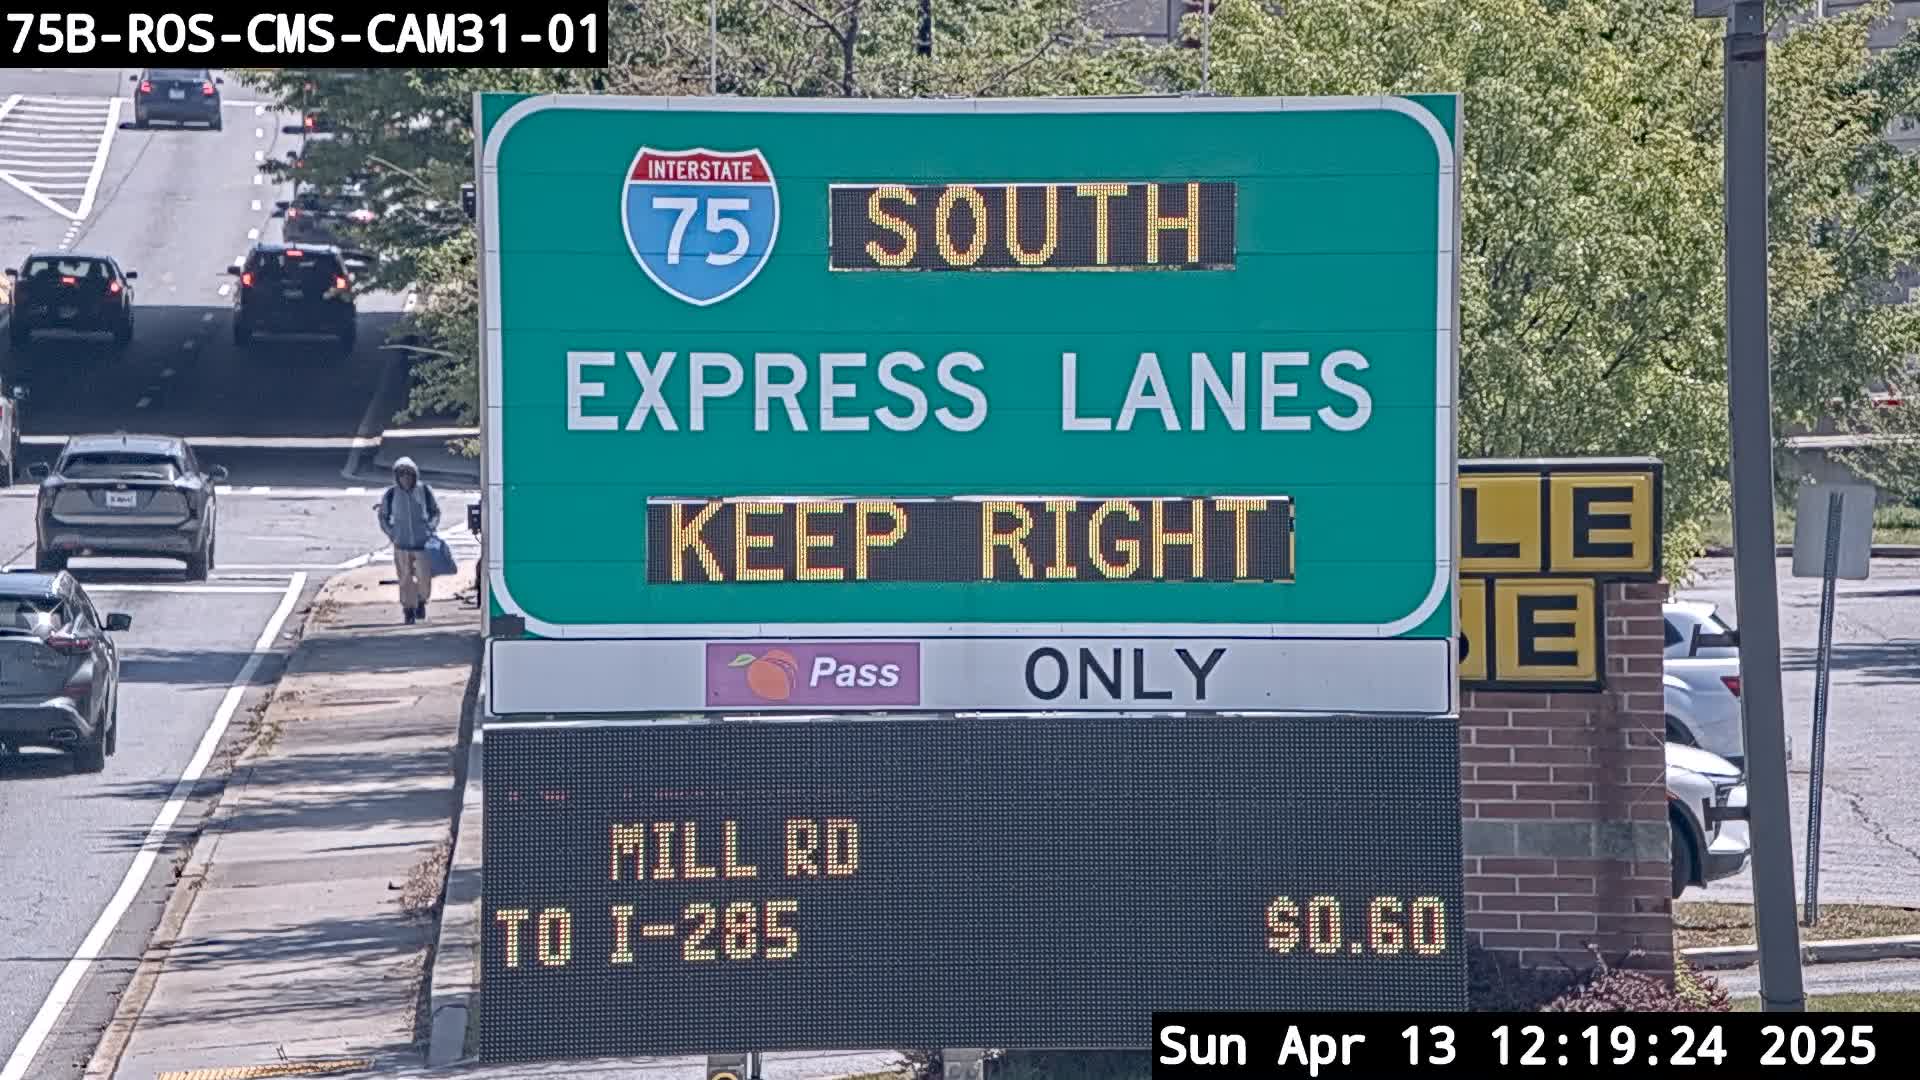 75B-ROS-CMS-CAM31-01
INTERSTATE
75
SOUTH
EXPRESS LANES
KEEP RIGHT
Pass ONLY
MILL RD
TO I-285 $0.60
LE
E
Sun Apr 13 12:19:24 2025